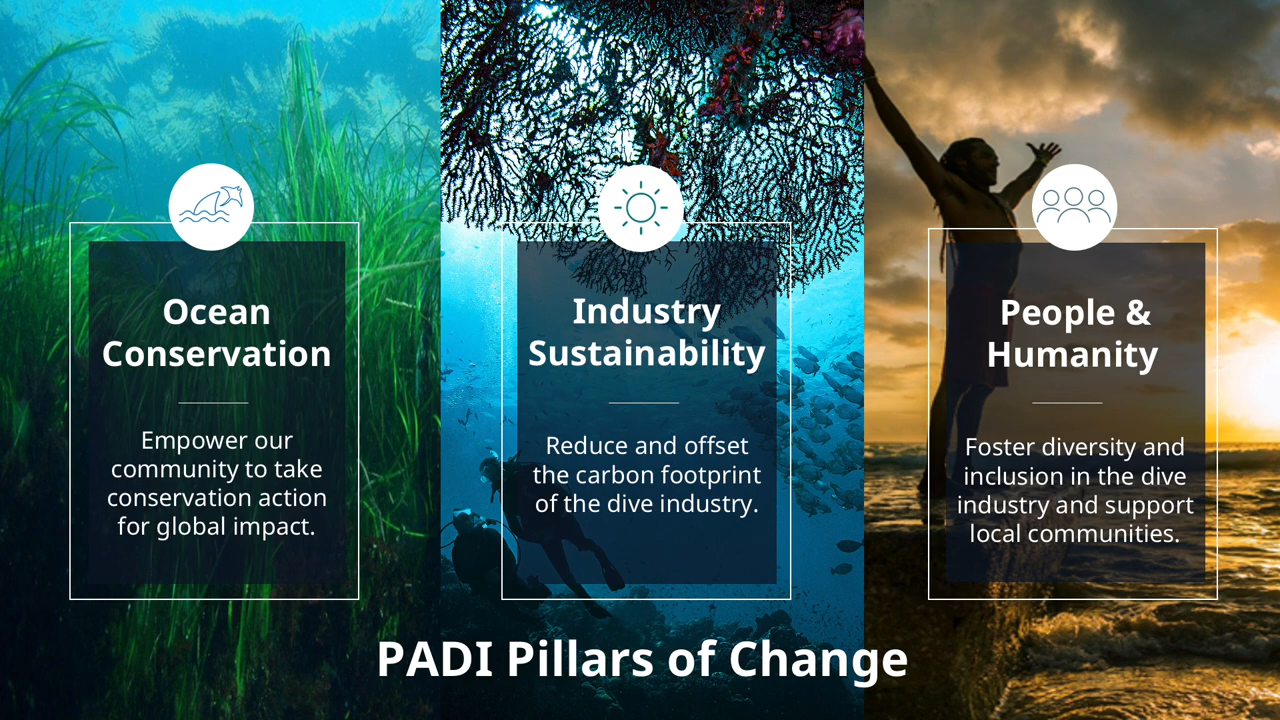 Ocean
Conservation
Empower our
community to take
conservation action
for global impact.
Industry
Sustainability
Reduce and offset
the carbon footprint
of the dive industry.
People &
Humanity
Foster diversity and
inclusion in the dive
industry and support
local communities.
PADI Pillars of Change